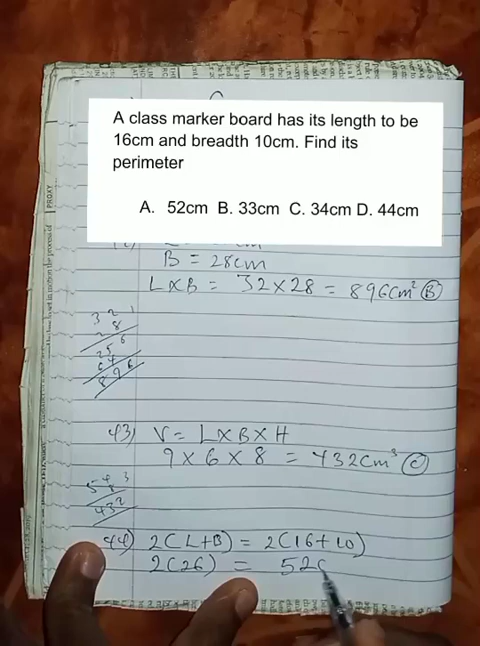 A class marker board has its length to be
16cm and breadth 10cm. Find its
perimeter
A. 52cm B. 33cm C. 34cm D. 44cm
B = 28cm
L×B = 32×28 = 896cm² (B)
32
28
256
64
896
43) V = L×B×H
9×6×8 = 432cm³ (C)
54
8
432
44) 2(L+B) = 2(16+10)
2(26) = 52c